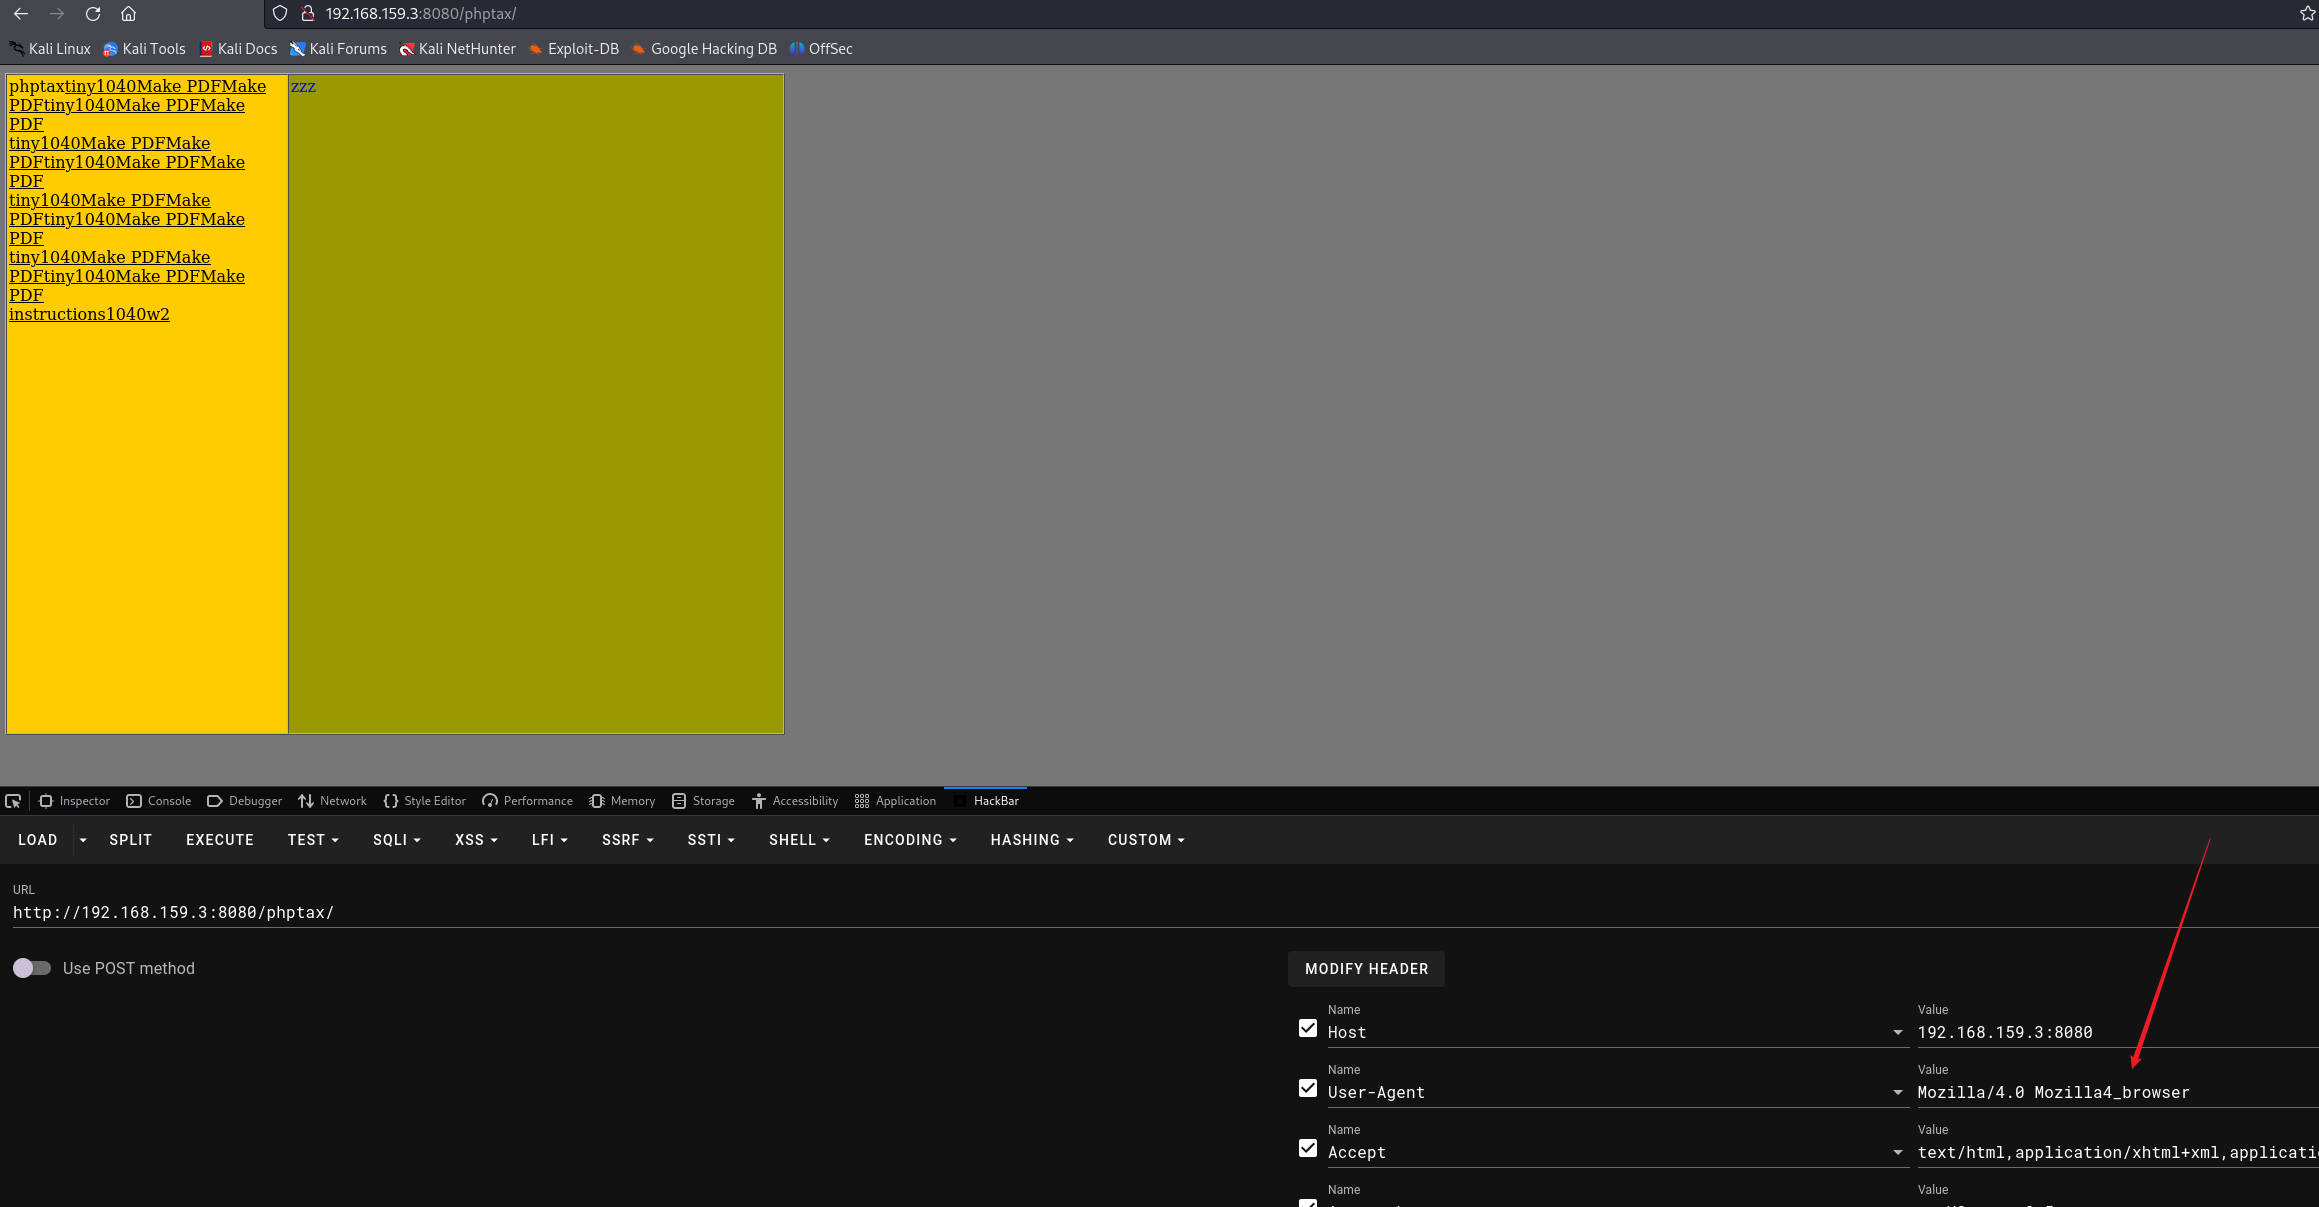 192.168.159.3:8080/phptax/
Kali Linux Kali Tools Kali Docs Kali Forums Kali NetHunter Exploit-DB Google Hacking DB OffSec
phptaxtiny1040Make PDFMake
PDFtiny1040Make PDFMake
PDF
tiny1040Make PDFMake
PDFtiny1040Make PDFMake
PDF
tiny1040Make PDFMake
PDFtiny1040Make PDFMake
PDF
tiny1040Make PDFMake
PDFtiny1040Make PDFMake
PDF
instructions1040w2
zzz
Inspector Console Debugger Network Style Editor Performance Memory Storage Accessibility Application HackBar
LOAD SPLIT EXECUTE TEST SQLI XSS LFI SSRF SSTI SHELL ENCODING HASHING CUSTOM
URL
http://192.168.159.3:8080/phptax/
Use POST method
MODIFY HEADER
Name Value
Host 192.168.159.3:8080
Name Value
User-Agent Mozilla/4.0 Mozilla4_browser
Name Value
Accept text/html,application/xhtml+xml,applicati
Name Value